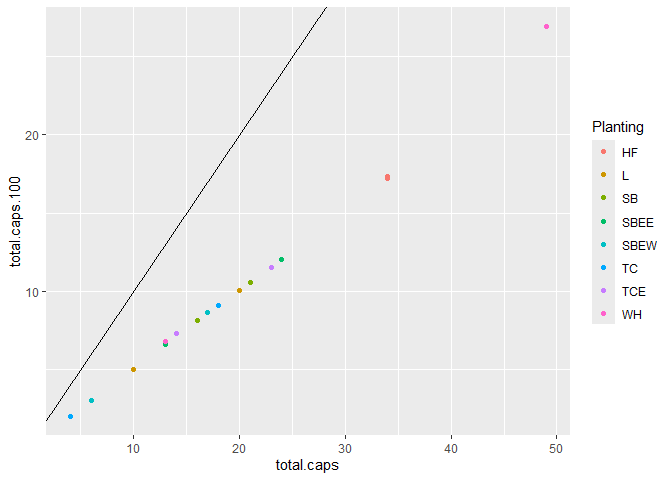 total.caps.100
20
10
10
20
30
40
50
total.caps
Planting
HF
L
SB
SBEE
SBEW
TC
TCE
WH